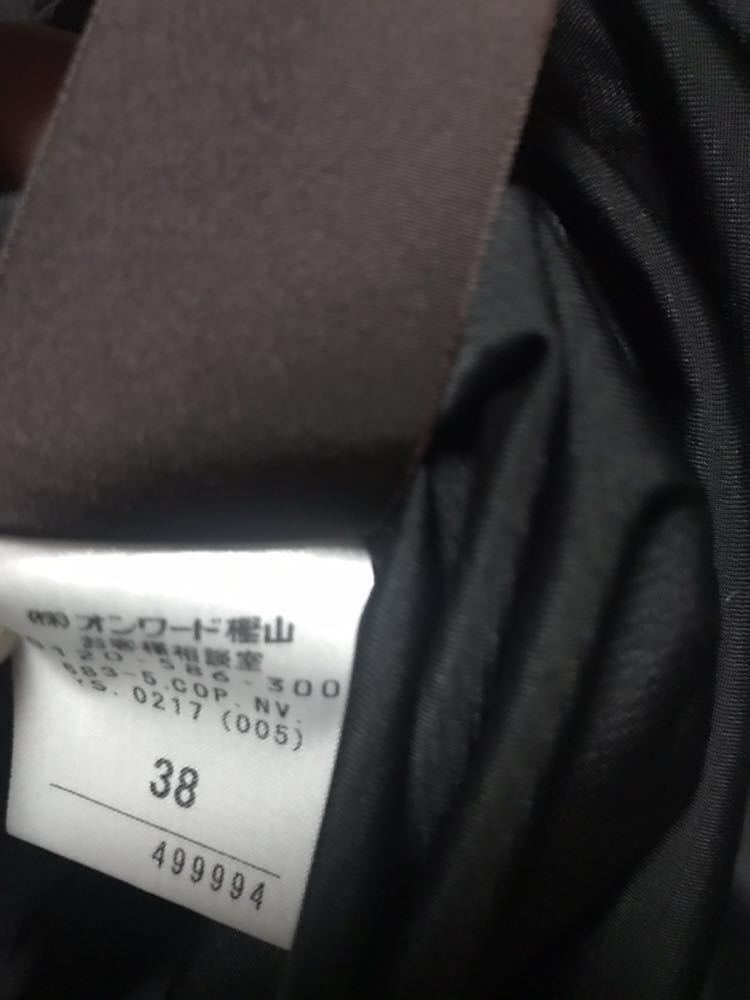 (株)オンワード樫山
お客様相談室
0120-586-300
683-5.COP. NV.
'S. 0217 (005)
38
499994